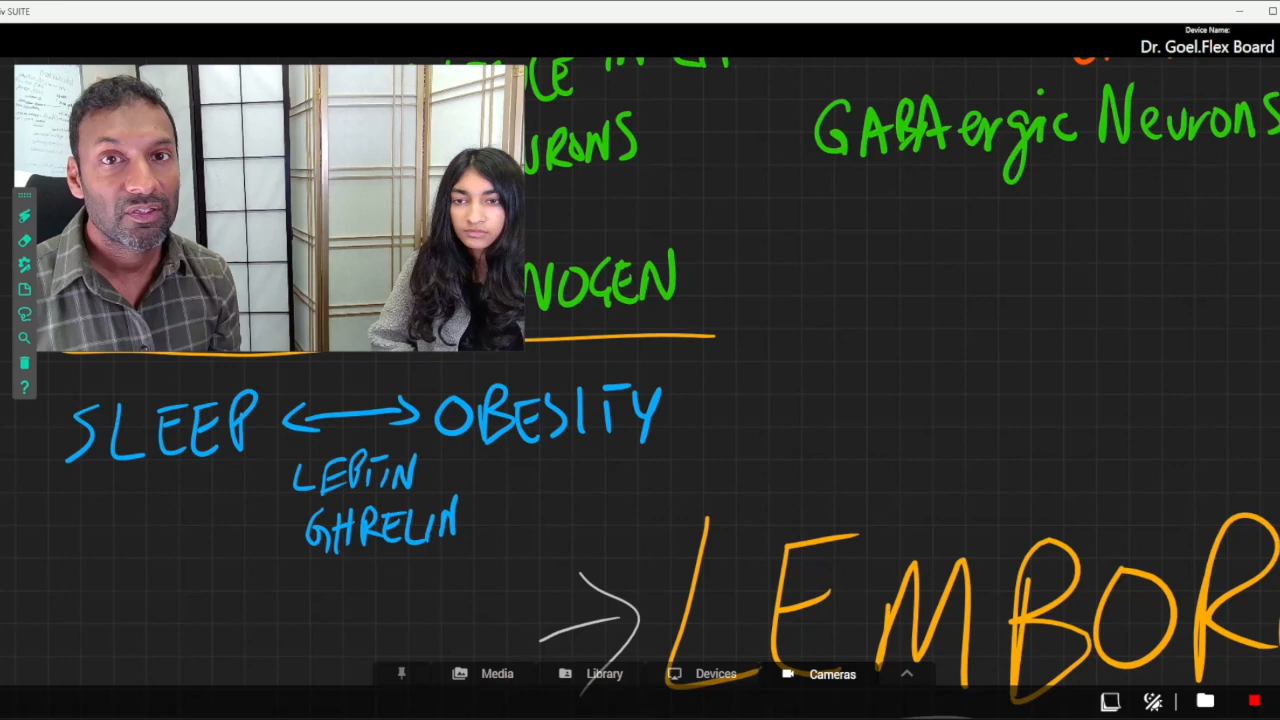 iv SUITE
Device Name:
Dr. Goel.Flex Board
GABAergic Neurons
URONS
NOGEN
SLEEP ↔ OBESITY
LEPTIN
GHRELIN
> LEMBOR
Media Library Devices Cameras